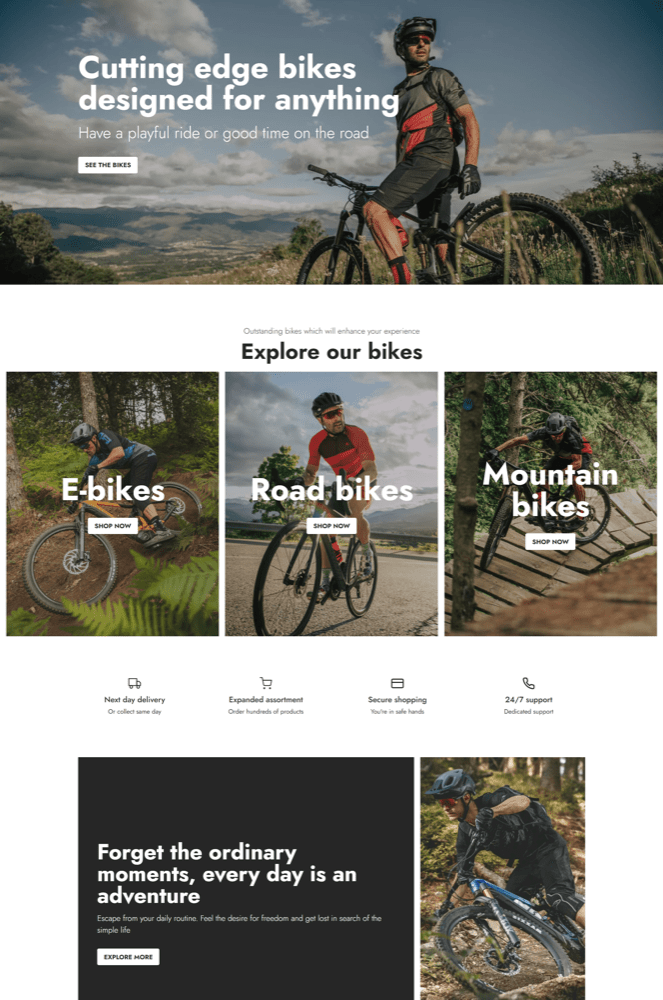 Cutting edge bikes
designed for anything
Have a playful ride or good time on the road
SEE THE BIKES
Outstanding bikes which will enhance your experience
Explore our bikes
E-bikes
SHOP NOW
Road bikes
SHOP NOW
Mountain
bikes
SHOP NOW
Next day delivery
Or collect same day
Expanded assortment
Order hundreds of products
Secure shopping
You're in safe hands
24/7 support
Dedicated support
Forget the ordinary
moments, every day is an
adventure
Escape from your daily routine. Feel the desire for freedom and get lost in search of the
simple life
EXPLORE MORE